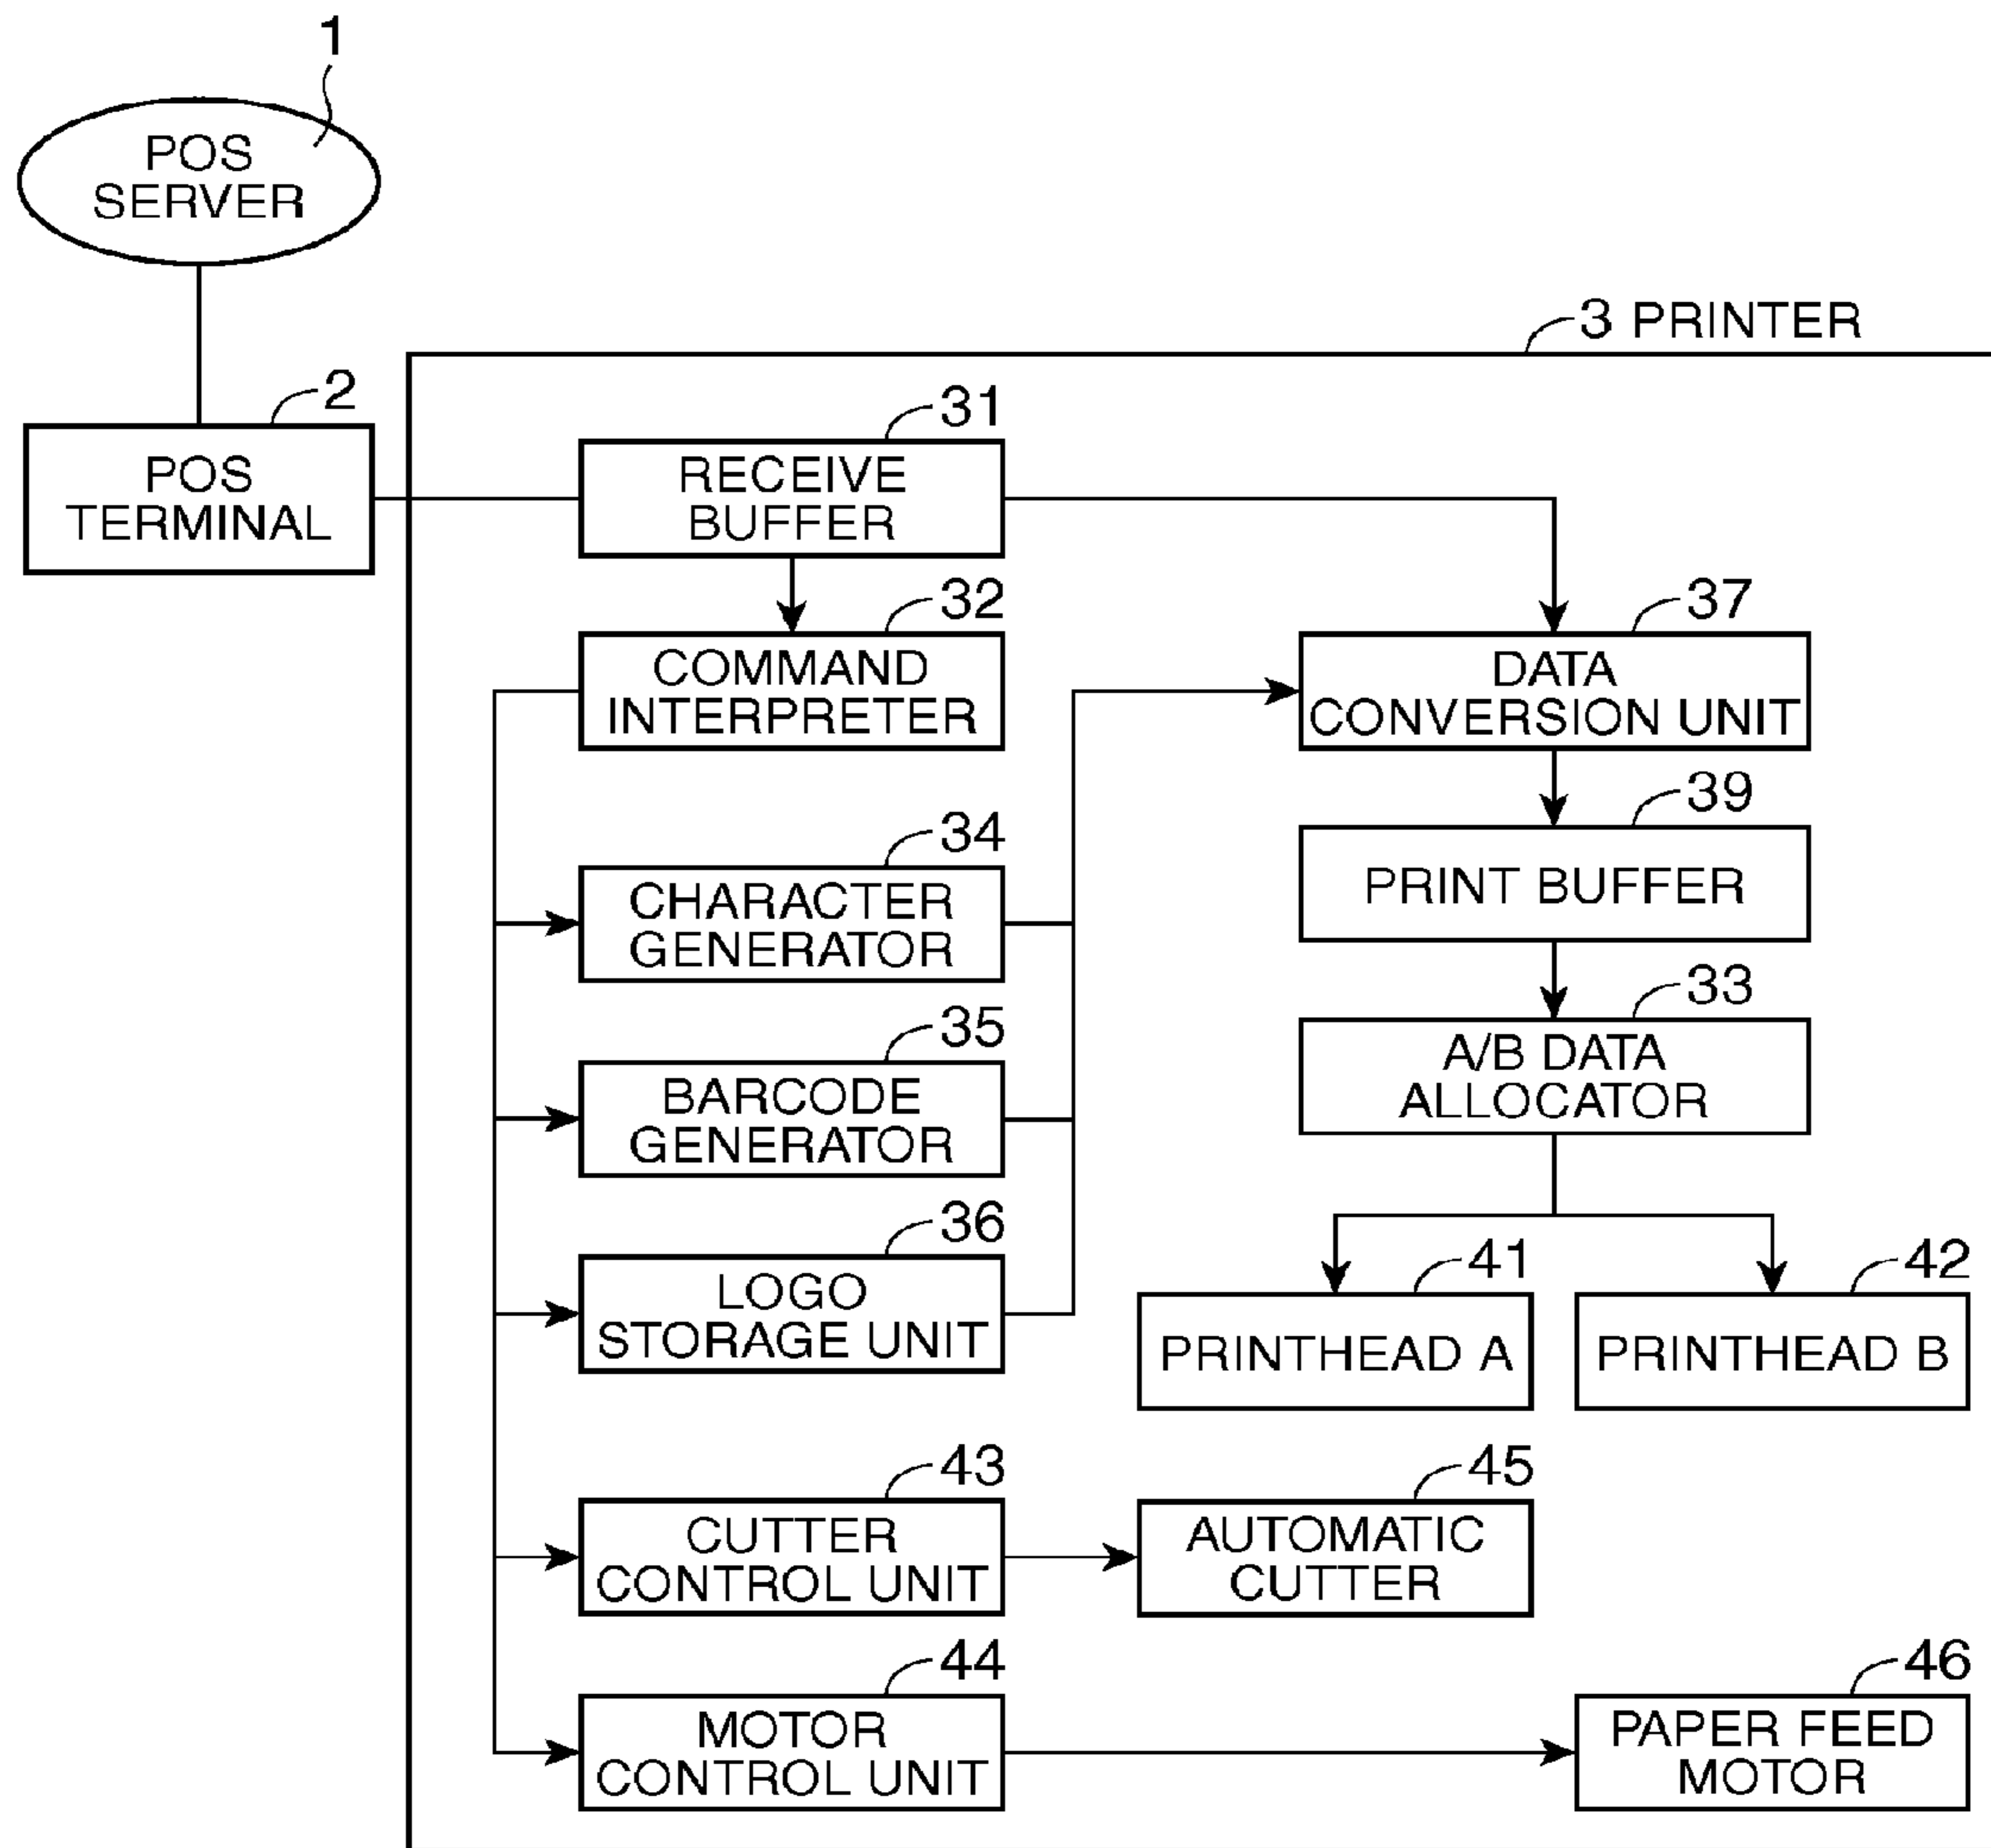 1
POS
SERVER
3 PRINTER
2
POS
TERMINAL
31
RECEIVE
BUFFER
32
COMMAND
INTERPRETER
37
DATA
CONVERSION UNIT
39
PRINT BUFFER
34
CHARACTER
GENERATOR
33
A/B DATA
ALLOCATOR
35
BARCODE
GENERATOR
36
LOGO
STORAGE UNIT
41
PRINTHEAD A
42
PRINTHEAD B
43
CUTTER
CONTROL UNIT
45
AUTOMATIC
CUTTER
44
MOTOR
CONTROL UNIT
46
PAPER FEED
MOTOR